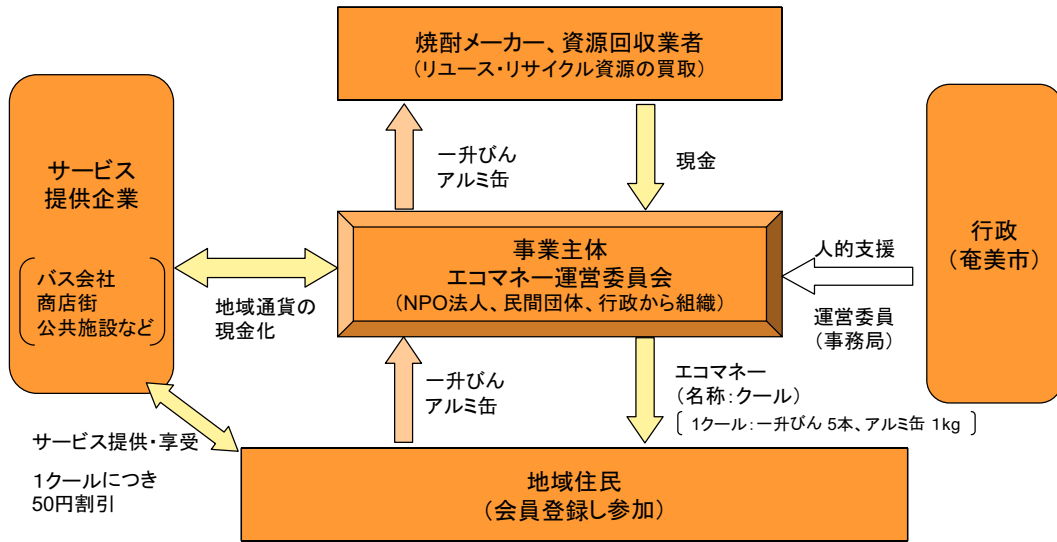 焼酎メーカー、資源回収業者
（リユース・リサイクル資源の買取）
サービス
提供企業
バス会社
商店街
公共施設など
一升びん
アルミ缶
現金
行政
（奄美市）
事業主体
エコマネー運営委員会
（NPO法人、民間団体、行政から組織）
人的支援
運営委員
（事務局）
地域通貨の
現金化
一升びん
アルミ缶
エコマネー
（名称：クール）
〔 1クール：一升びん 5本、アルミ缶 1kg 〕
サービス提供・享受
1クールにつき
50円割引
地域住民
（会員登録し参加）